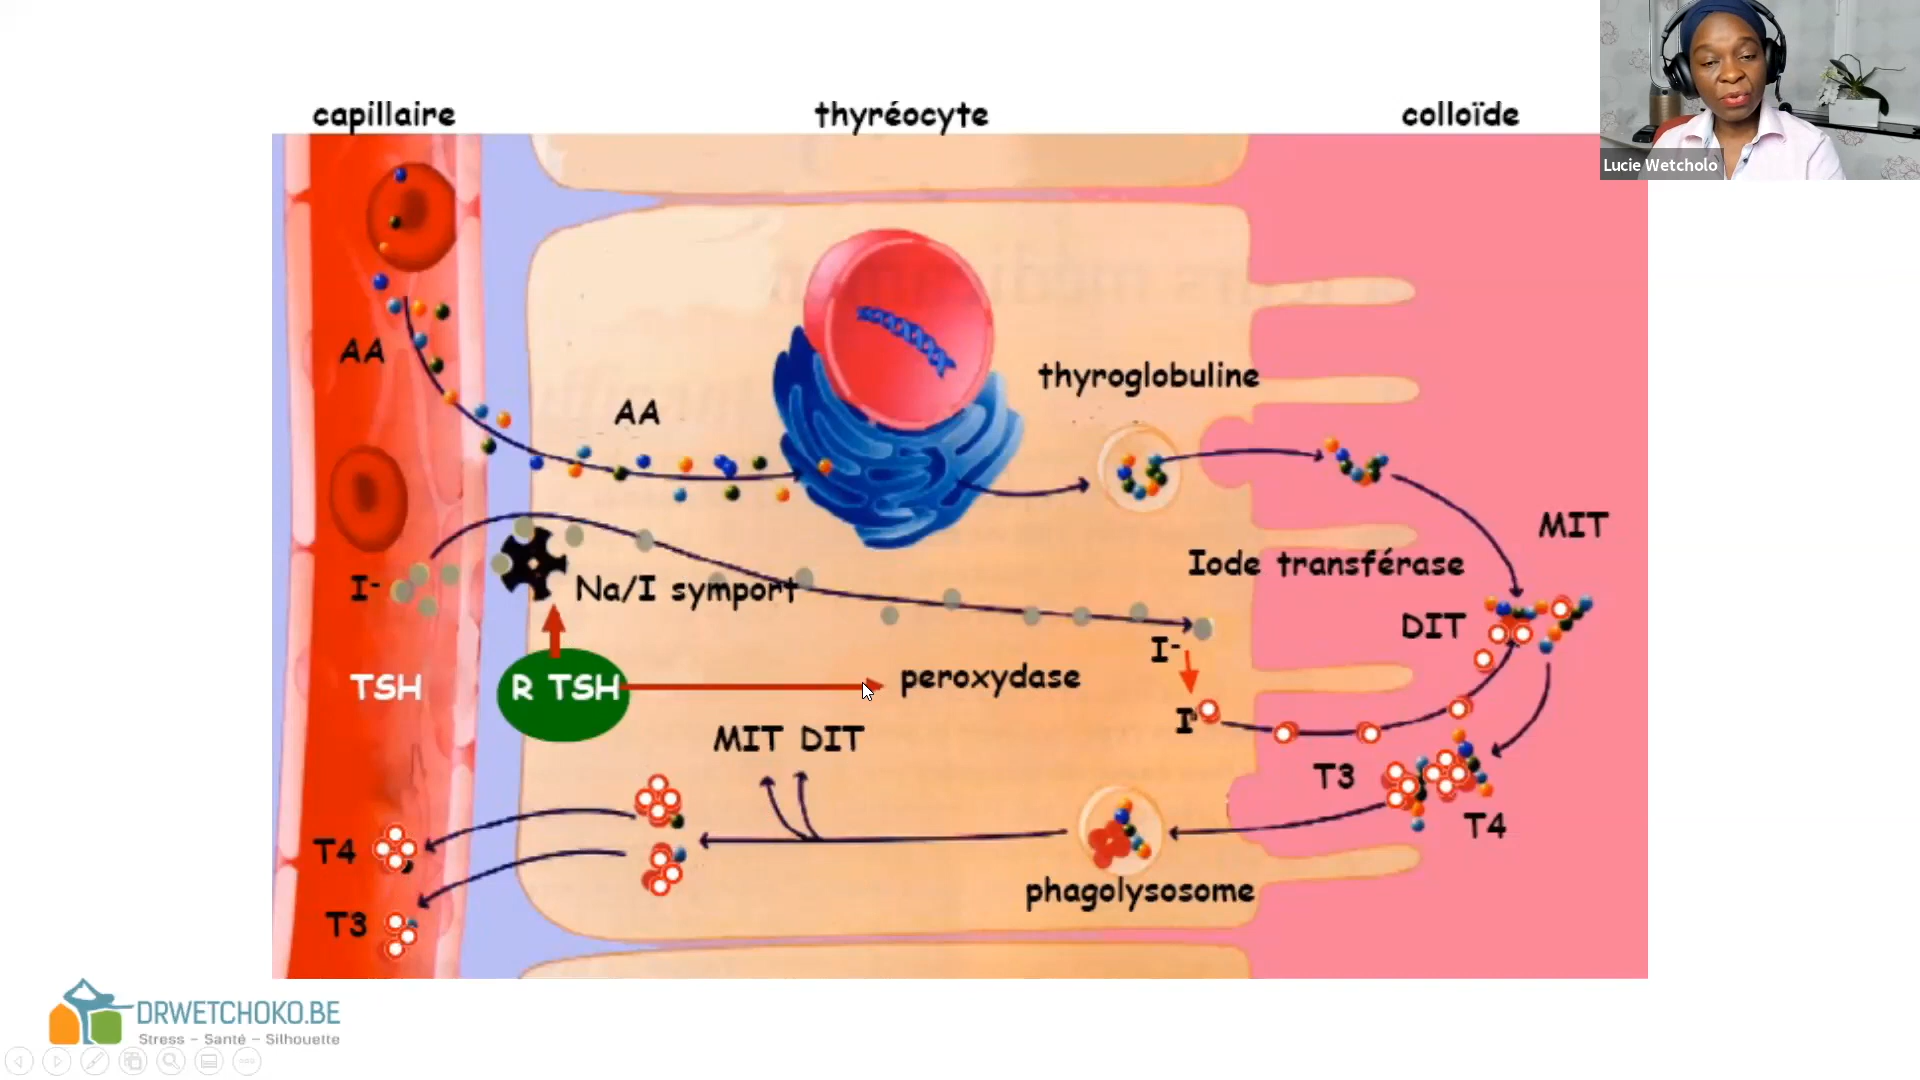 capillaire
thyréocyte
colloïde
Lucie Wetcholo
AA
AA
thyroglobuline
MIT
Iode transférase
I-
Na/I symport
DIT
I-
TSH
R TSH
peroxydase
I
MIT DIT
T3
T4
T4
phagolysosome
T3
DRWETCHOKO.BE
Stress – Santé – Silhouette